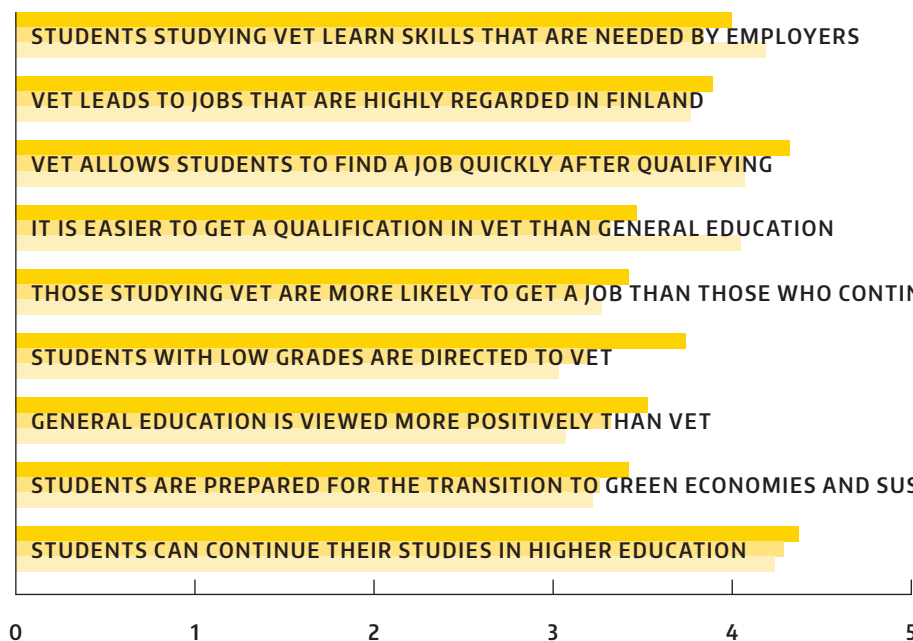 STUDENTS STUDYING VET LEARN SKILLS THAT ARE NEEDED BY EMPLOYERS
VET LEADS TO JOBS THAT ARE HIGHLY REGARDED IN FINLAND
VET ALLOWS STUDENTS TO FIND A JOB QUICKLY AFTER QUALIFYING
IT IS EASIER TO GET A QUALIFICATION IN VET THAN GENERAL EDUCATION
THOSE STUDYING VET ARE MORE LIKELY TO GET A JOB THAN THOSE WHO
STUDENTS WITH LOW GRADES ARE DIRECTED TO VET
GENERAL EDUCATION IS VIEWED MORE POSITIVELY THAN VET
STUDENTS ARE PREPARED FOR THE TRANSITION TO GREEN ECONOMIES AND
STUDENTS CAN CONTINUE THEIR STUDIES IN HIGHER EDUCATION
0 1 2 3 4 5